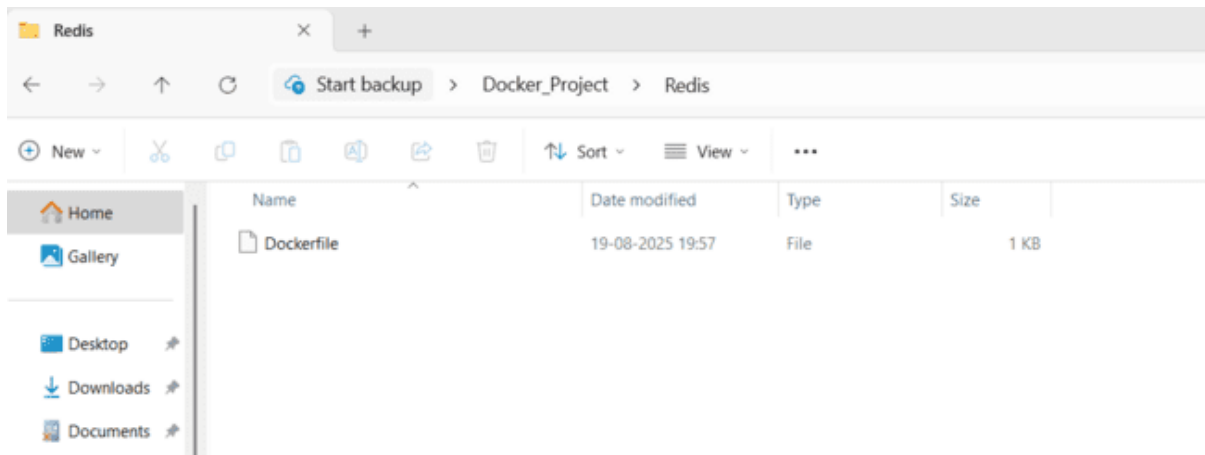 Redis
Start backup > Docker_Project > Redis
New Sort View
Name Date modified Type Size
Home
Dockerfile 19-08-2025 19:57 File 1 KB
Gallery
Desktop
Downloads
Documents